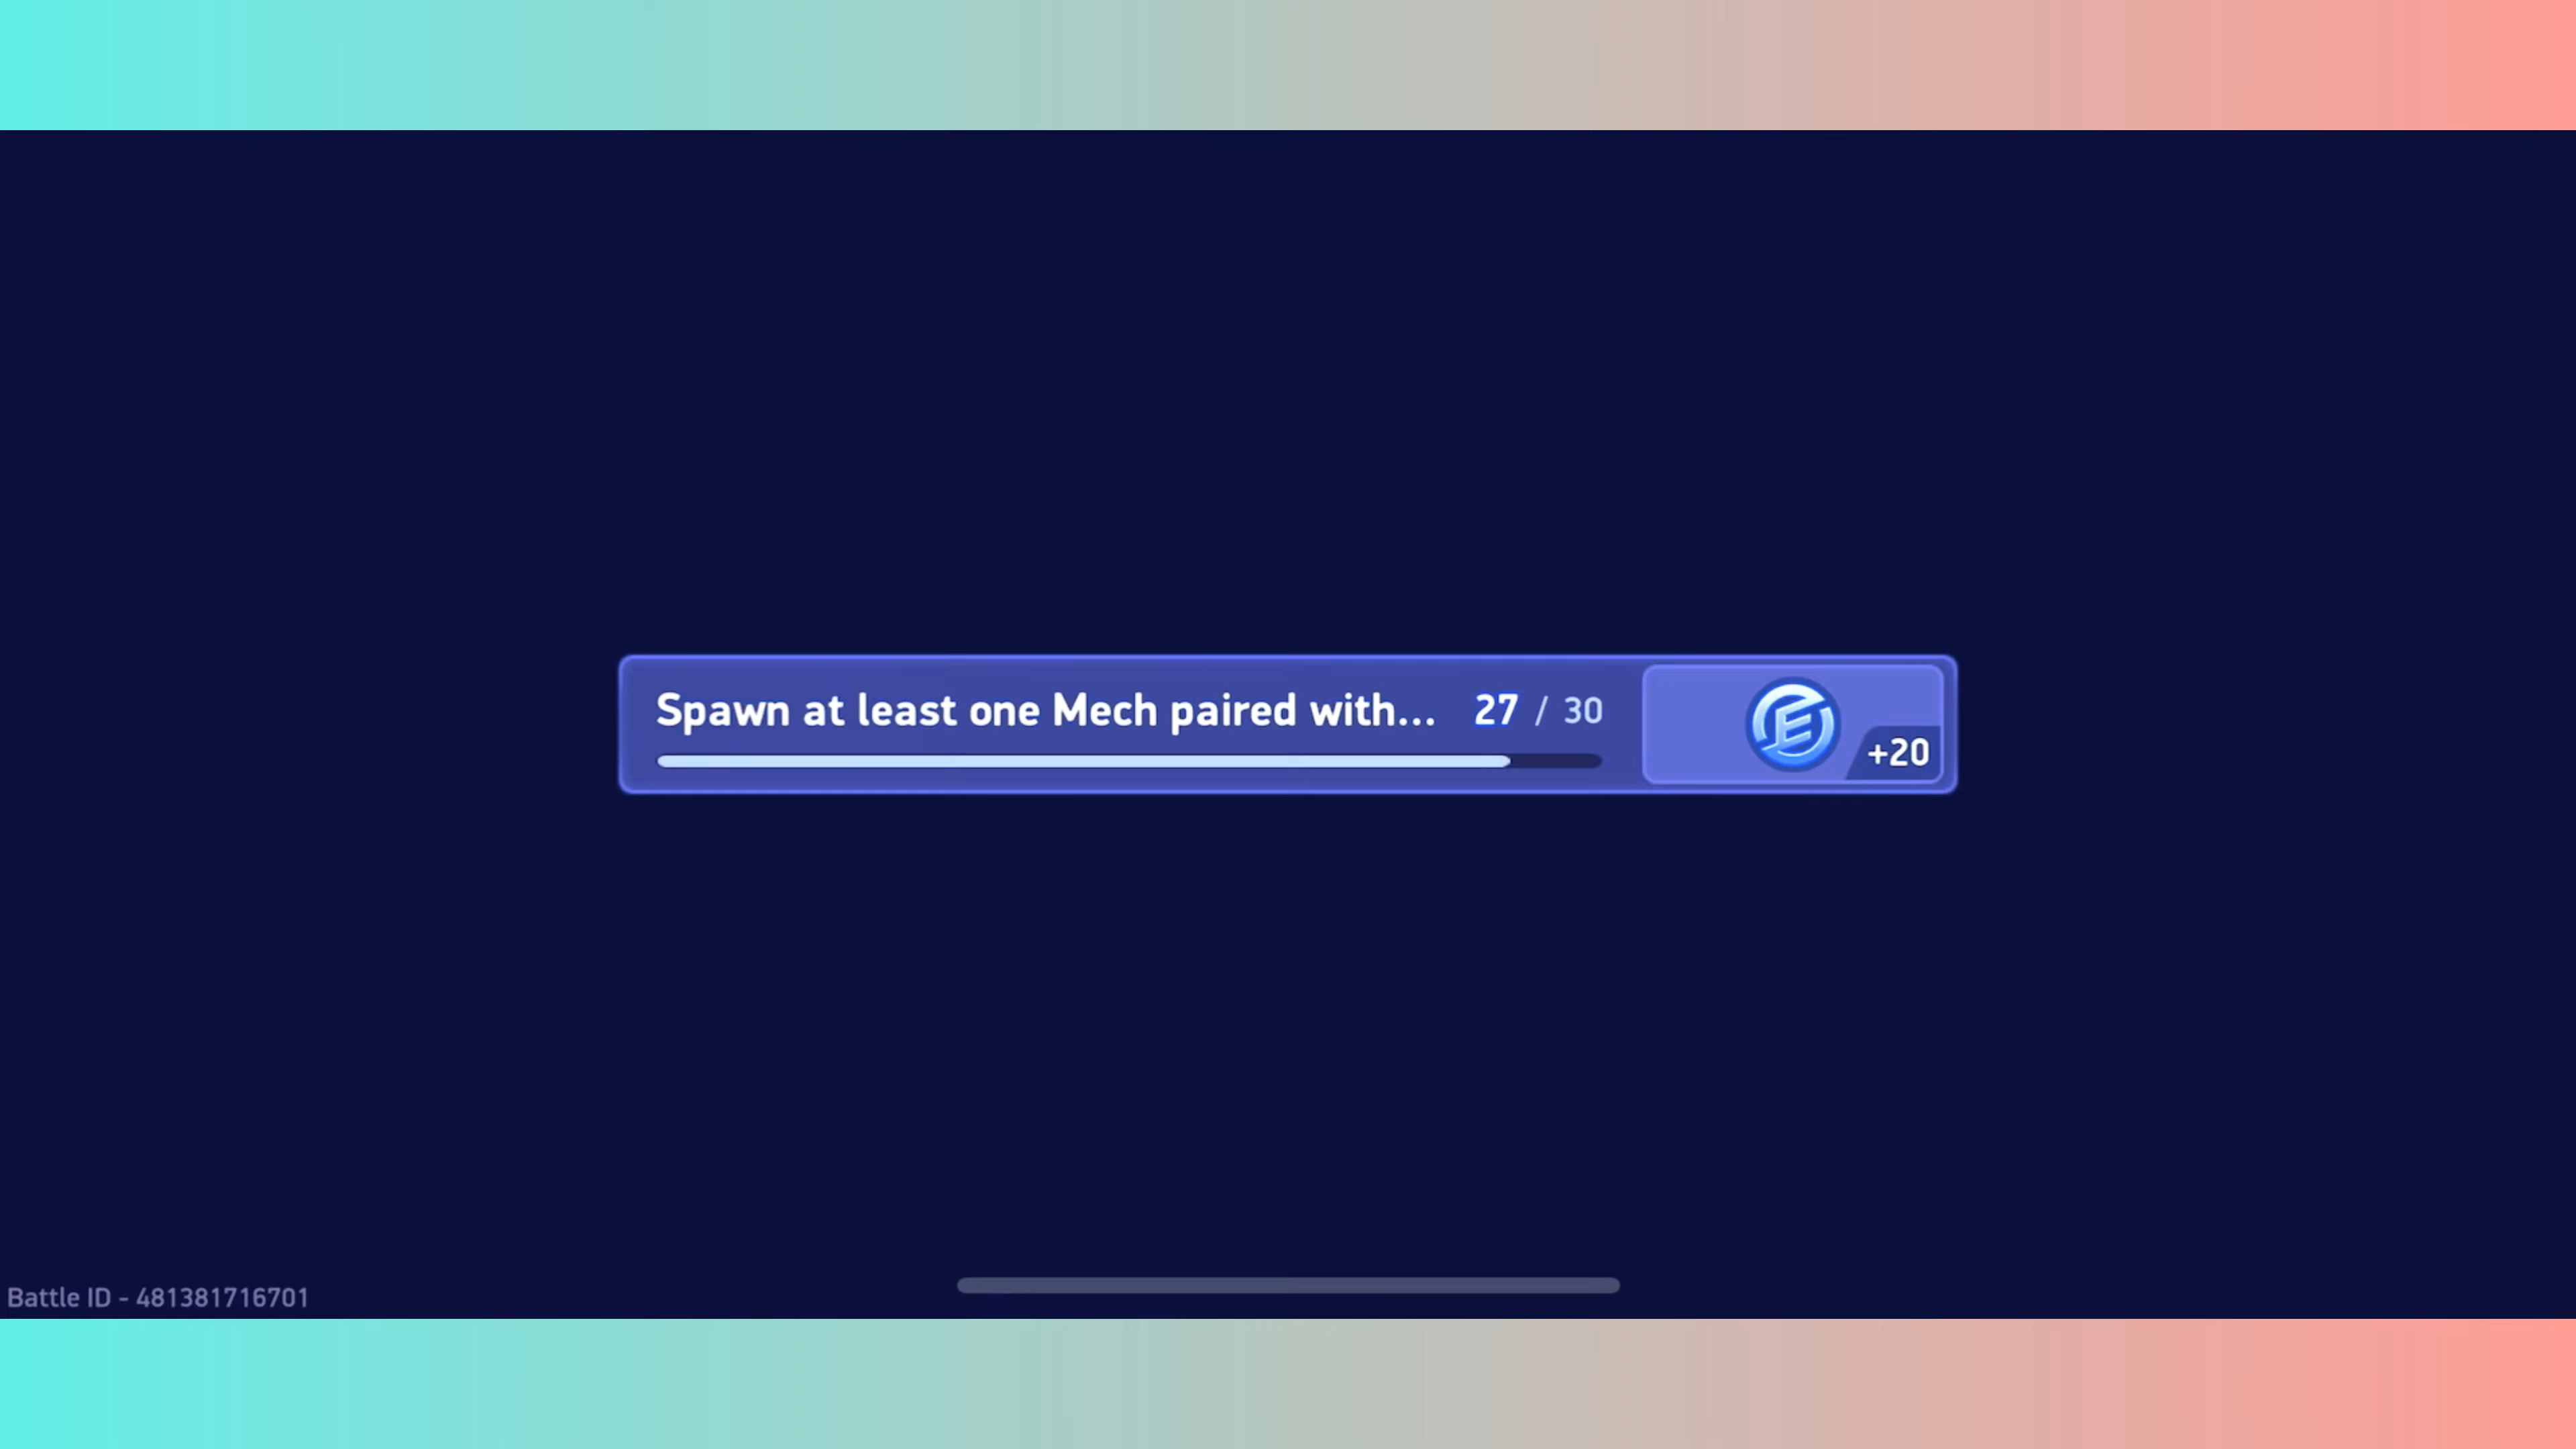 Spawn at least one Mech paired with... 27 / 30
+20
Battle ID - 481381716701